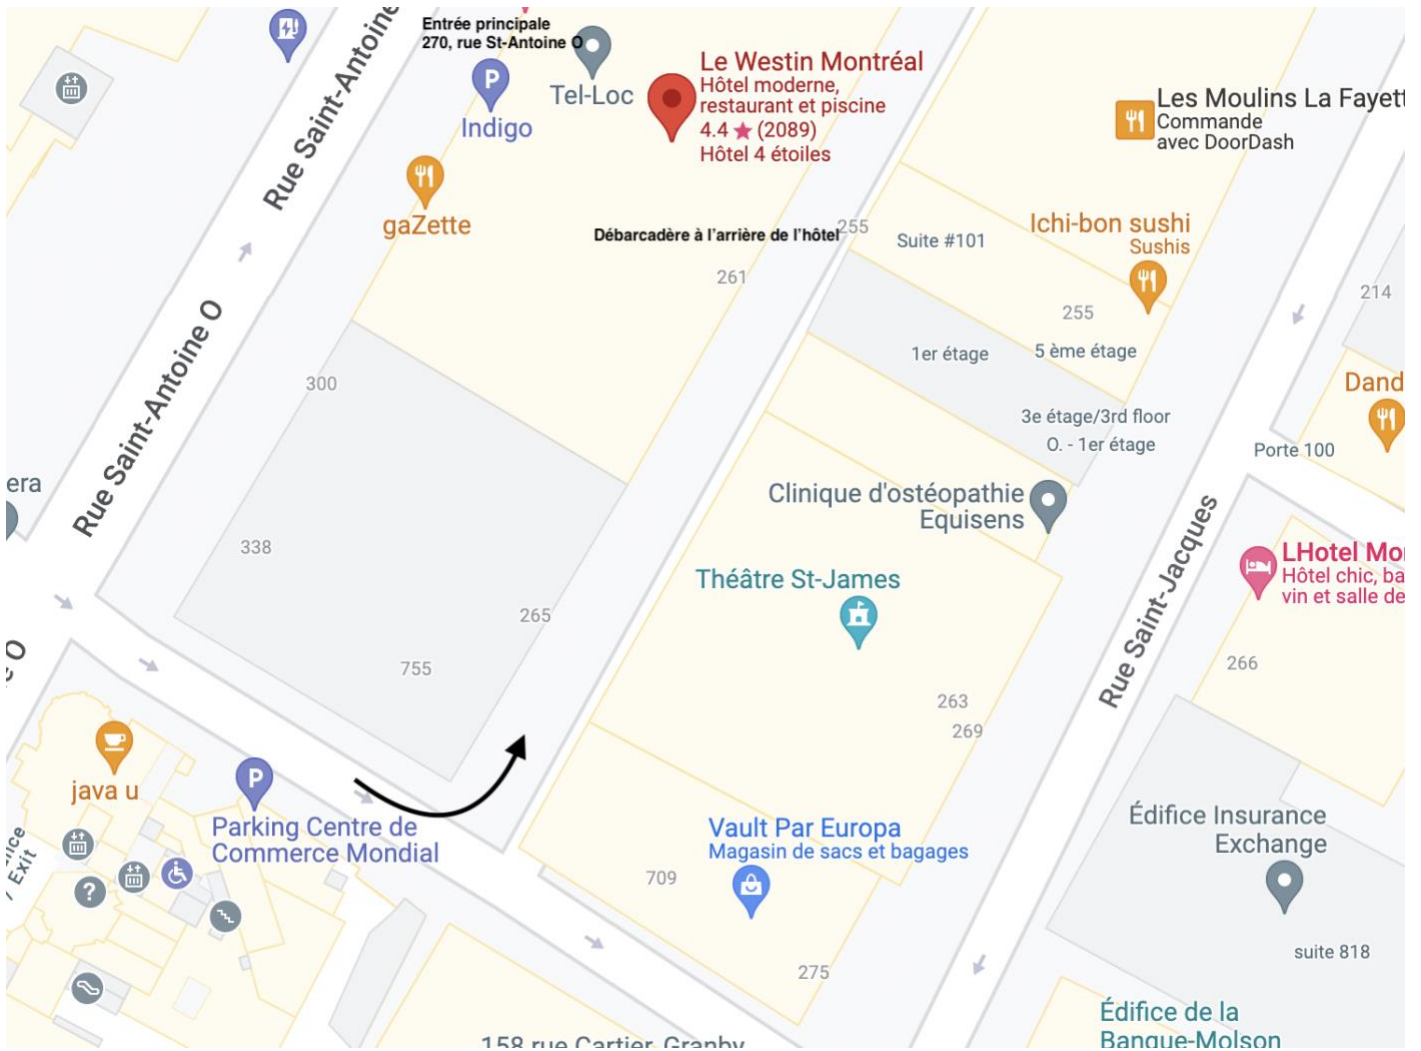 Entrée principale
270, rue St-Antoine O
Rue Saint-Antoine
Indigo
Tel-Loc
Le Westin Montréal
Hôtel moderne,
restaurant et piscine
4.4 ★ (2089)
Hôtel 4 étoiles
Les Moulins La Fayett
Commande
avec DoorDash
gaZette
Débarcadère à l'arrière de l'hôtel
255
Suite #101
Ichi-bon sushi
Sushis
261
255
214
1er étage
5 ème étage
300
Dand
3e étage/3rd floor
O. - 1er étage
Porte 100
Rue Saint-Antoine O
era
Clinique d'ostéopathie
Equisens
338
LHotel Mo
Hôtel chic, ba
vin et salle de
Théâtre St-James
265
Rue Saint-Jacques
755
266
263
269
java u
P
P
Parking Centre de
Commerce Mondial
Vault Par Europa
Magasin de sacs et bagages
Édifice Insurance
Exchange
Exit
?
709
275
suite 818
Édifice de la
Banque-Molson
158 rue Cartier, Granby